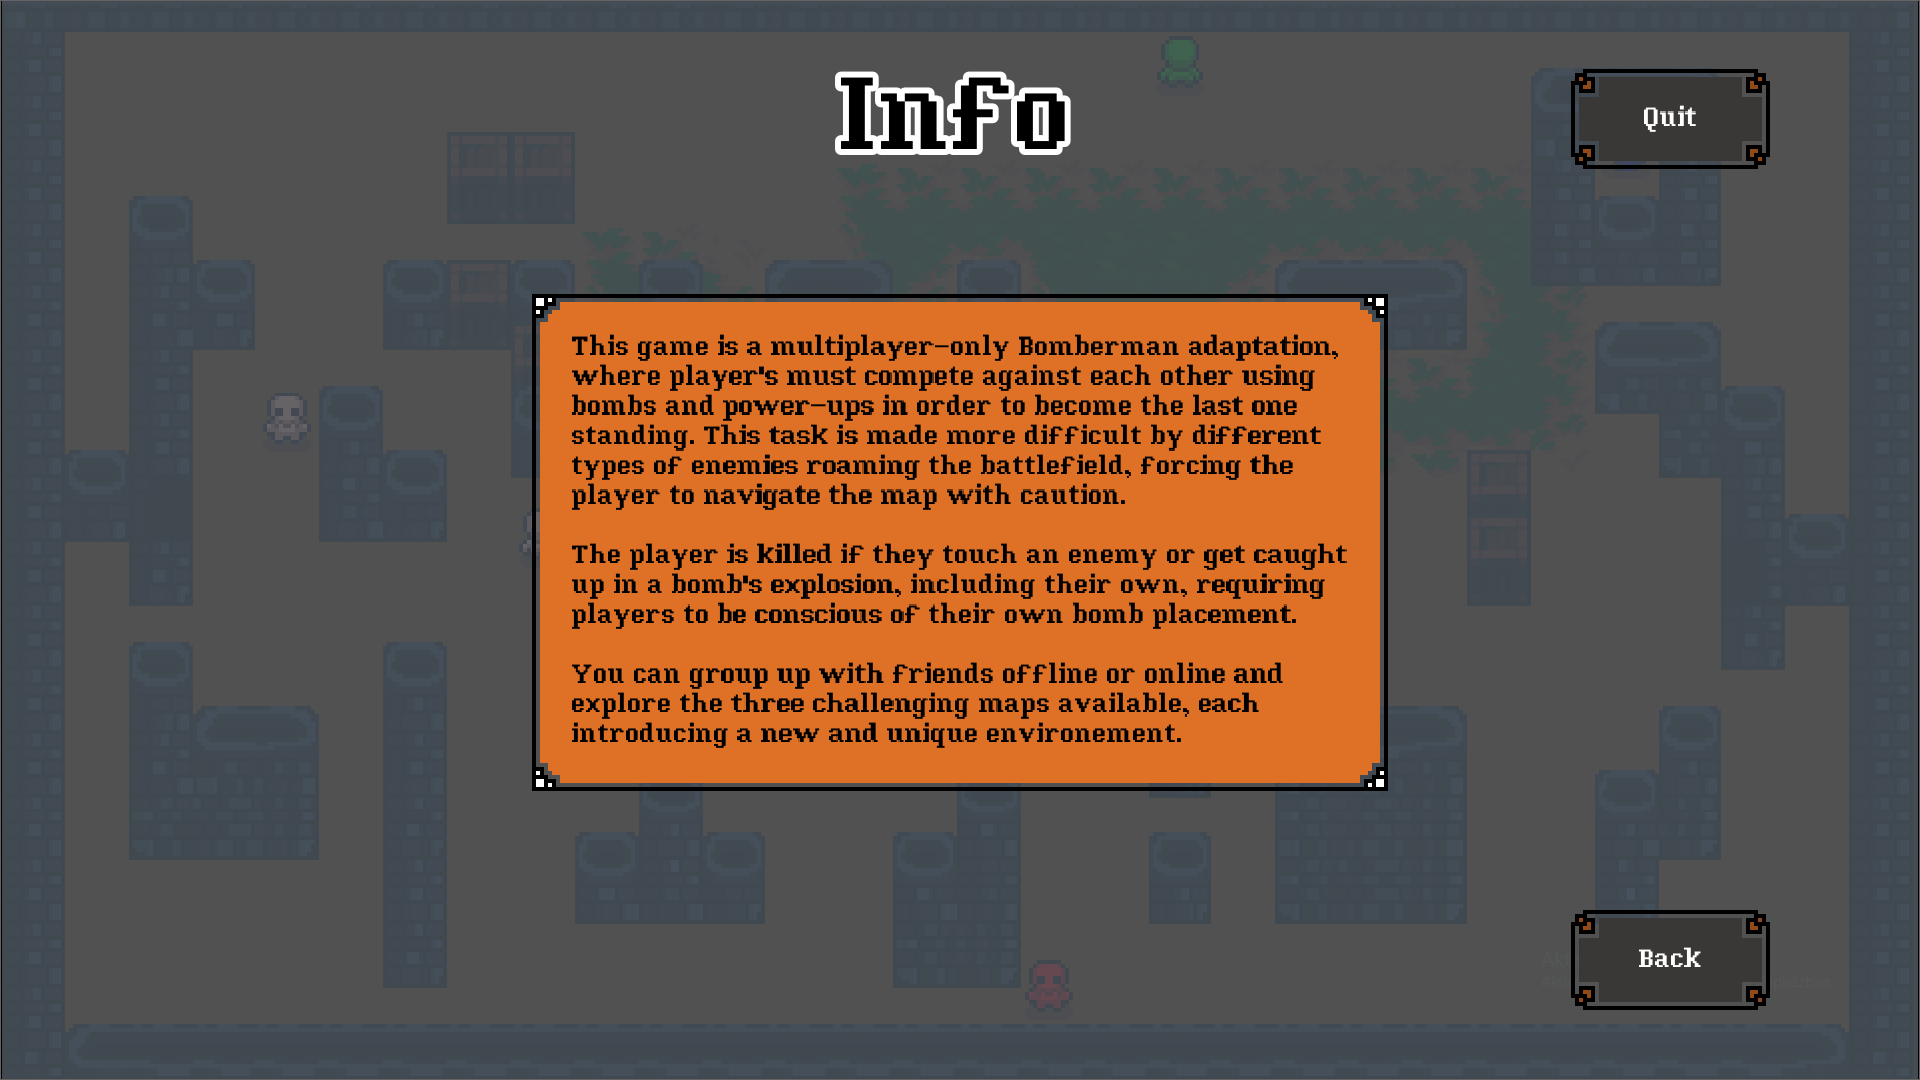 Info
Quit
This game is a multiplayer-only Bomberman adaptation,
where player's must compete against each other using
bombs and power-ups in order to become the last one
standing. This task is made more difficult by different
types of enemies roaming the battlefield, forcing the
player to navigate the map with caution.
The player is killed if they touch an enemy or get caught
up in a bomb's explosion, including their own, requiring
players to be conscious of their own bomb placement.
You can group up with friends offline or online and
explore the three challenging maps available, each
introducing a new and unique environement.
Back